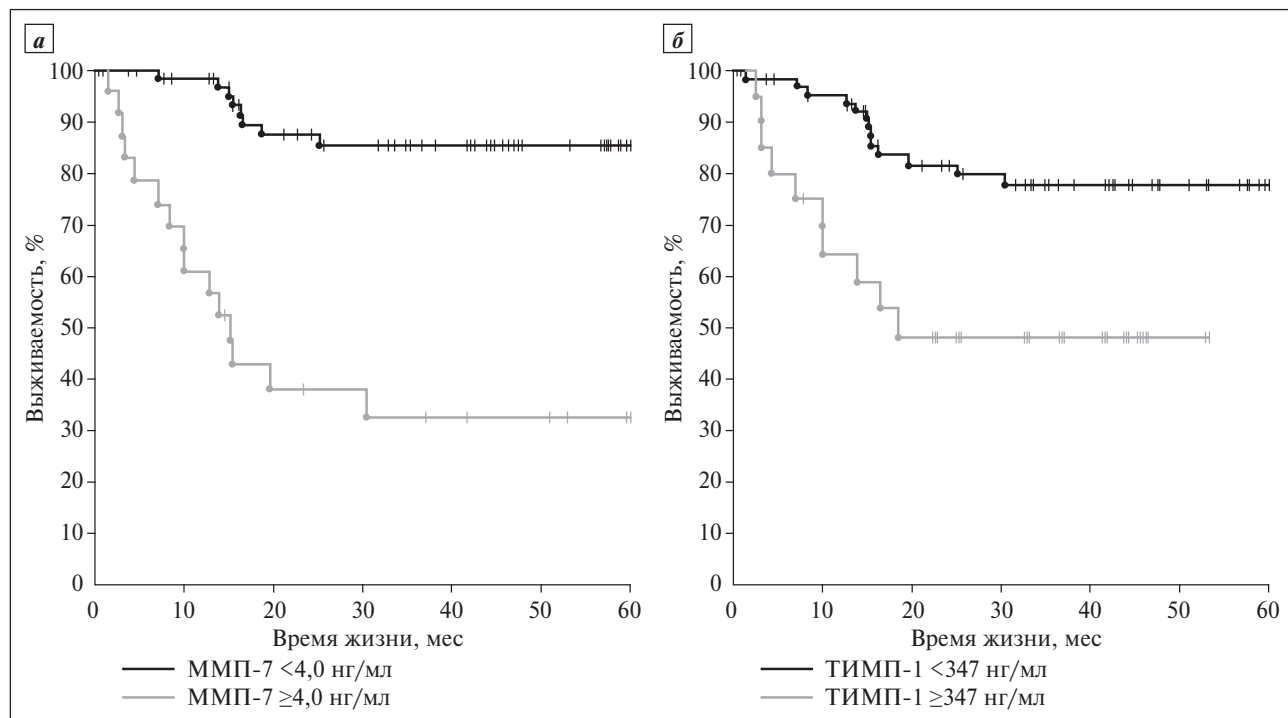 а
100
90
80
70
60
50
40
30
20
10
0
Выживаемость, %
0 10 20 30 40 50 60
Время жизни, мес
ММП-7 <4,0 нг/мл
ММП-7 ≥4,0 нг/мл
б
100
90
80
70
60
50
40
30
20
10
0
Выживаемость, %
0 10 20 30 40 50 60
Время жизни, мес
ТИМП-1 <347 нг/мл
ТИМП-1 ≥347 нг/мл